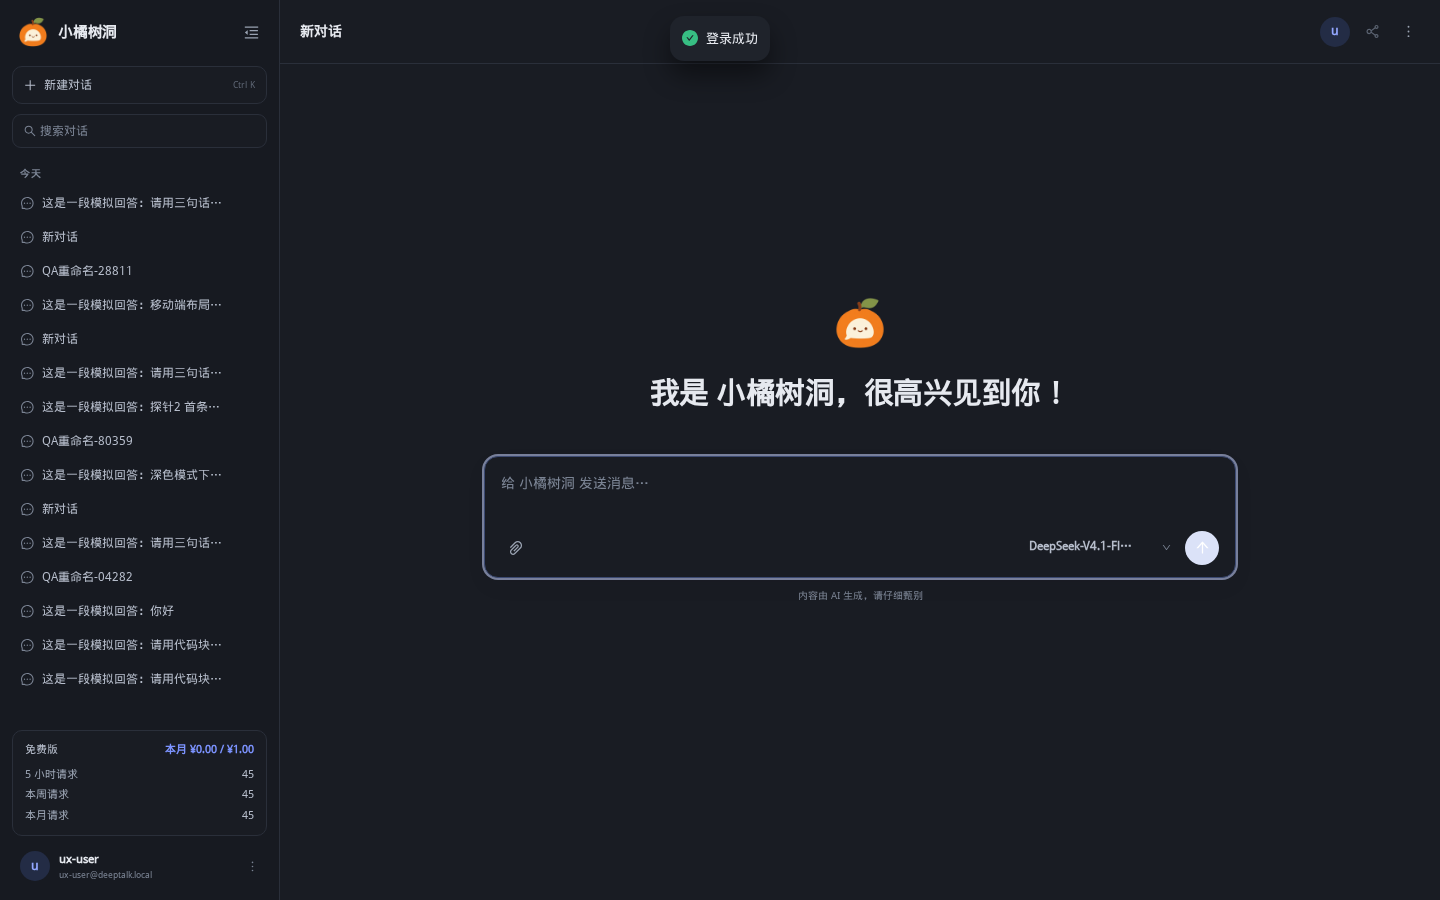 小橘树洞
新建对话
Ctrl K
搜索对话
今天
这是一段模拟回答：请用三句话…
新对话
QA重命名-28811
这是一段模拟回答：移动端布局…
新对话
这是一段模拟回答：请用三句话…
这是一段模拟回答：探针2 首条…
QA重命名-80359
这是一段模拟回答：深色模式下…
新对话
这是一段模拟回答：请用三句话…
QA重命名-04282
这是一段模拟回答：你好
这是一段模拟回答：请用代码块…
这是一段模拟回答：请用代码块…
免费版 本月 ¥0.00 / ¥1.00
5 小时请求 45
本周请求 45
本月请求 45
u
ux-user
ux-user@deeptalk.local
新对话
登录成功
u
我是 小橘树洞，很高兴见到你！
给 小橘树洞 发送消息…
DeepSeek-V4.1-Fl…
内容由 AI 生成，请仔细甄别